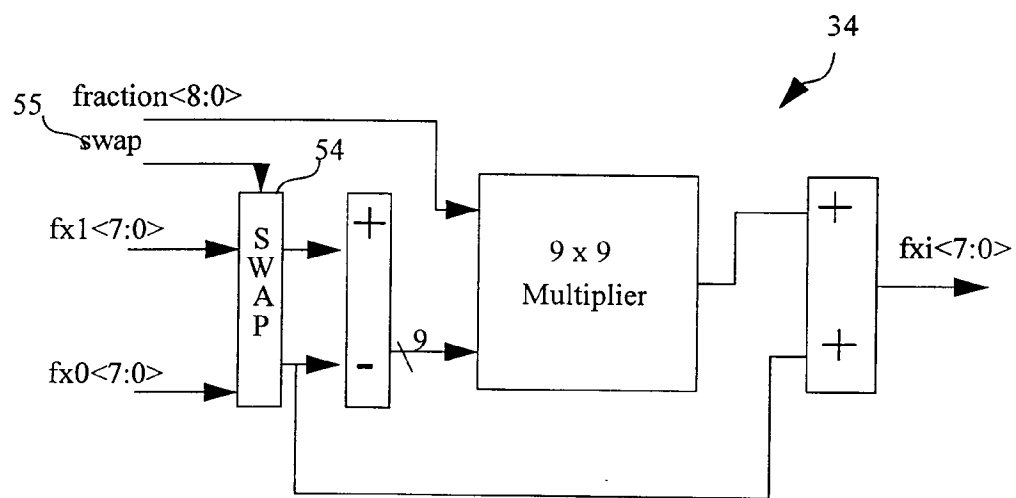 34
fraction<8:0>
55
swap
54
fx1<7:0>
SWAP
+
-
9
9 x 9
Multiplier
+
+
fxi<7:0>
fx0<7:0>